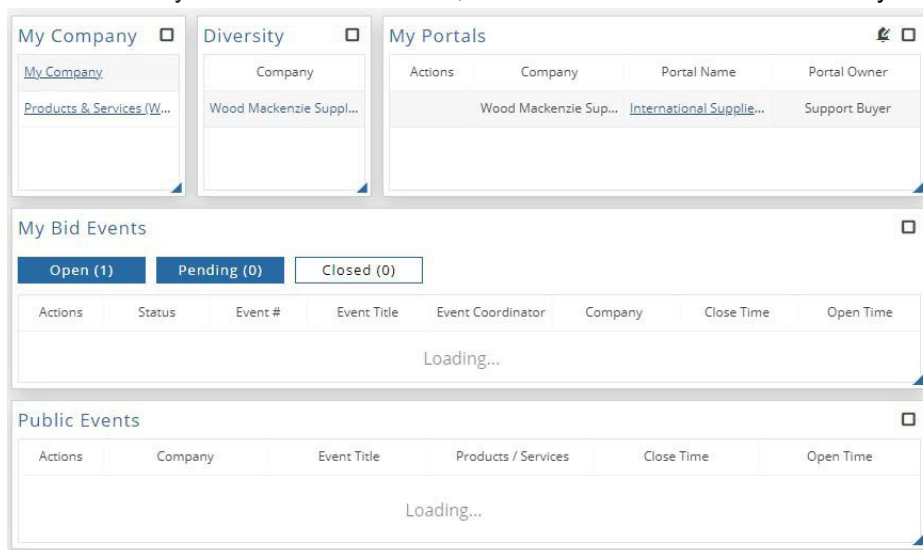 My Company
My Company
Products & Services (W...
Diversity
Company
Wood Mackenzie Suppl...
My Portals
Actions Company Portal Name Portal Owner
Wood Mackenzie Sup... International Supplie... Support Buyer
My Bid Events
Open (1) Pending (0) Closed (0)
Actions Status Event # Event Title Event Coordinator Company Close Time Open Time
Loading...
Public Events
Actions Company Event Title Products / Services Close Time Open Time
Loading...